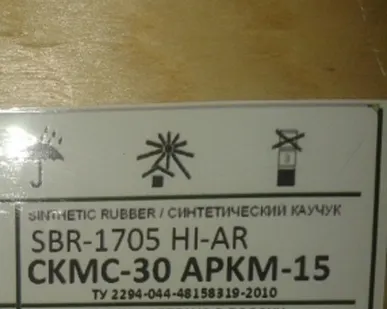 SINTHETIC RUBBER / СИНТЕТИЧЕСКИЙ КАУЧУК
SBR-1705 HI-AR
СКМС-30 АРКМ-15
ТУ 2294-044-48158319-2010